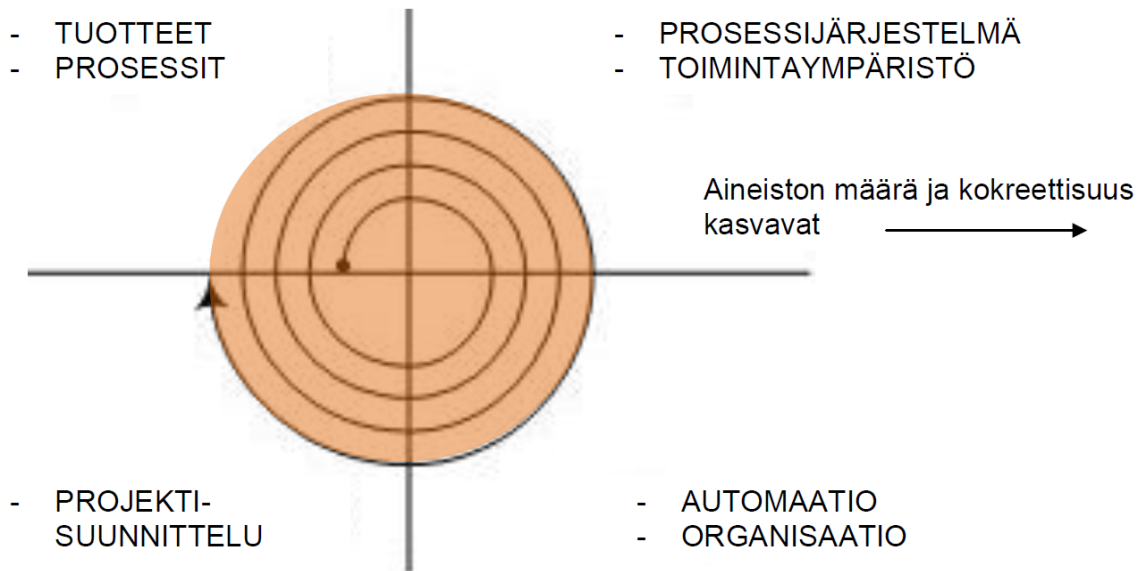 - TUOTTEET
- PROSESSIT
- PROSESSIJÄRJESTELMÄ
- TOIMINTAYMPÄRISTÖ
Aineiston määrä ja kokreettisuus
kasvavat
- PROJEKTI-
SUUNNITTELU
- AUTOMAATIO
- ORGANISAATIO